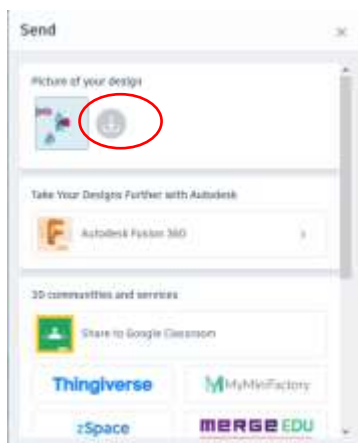 Send
Picture of your design
Take Your Designs Further with Autodesk
Autodesk Fusion 360
3D communities and services
Share to Google Classroom
Thingiverse
MyMiniFactory
zSpace
MERGE EDU